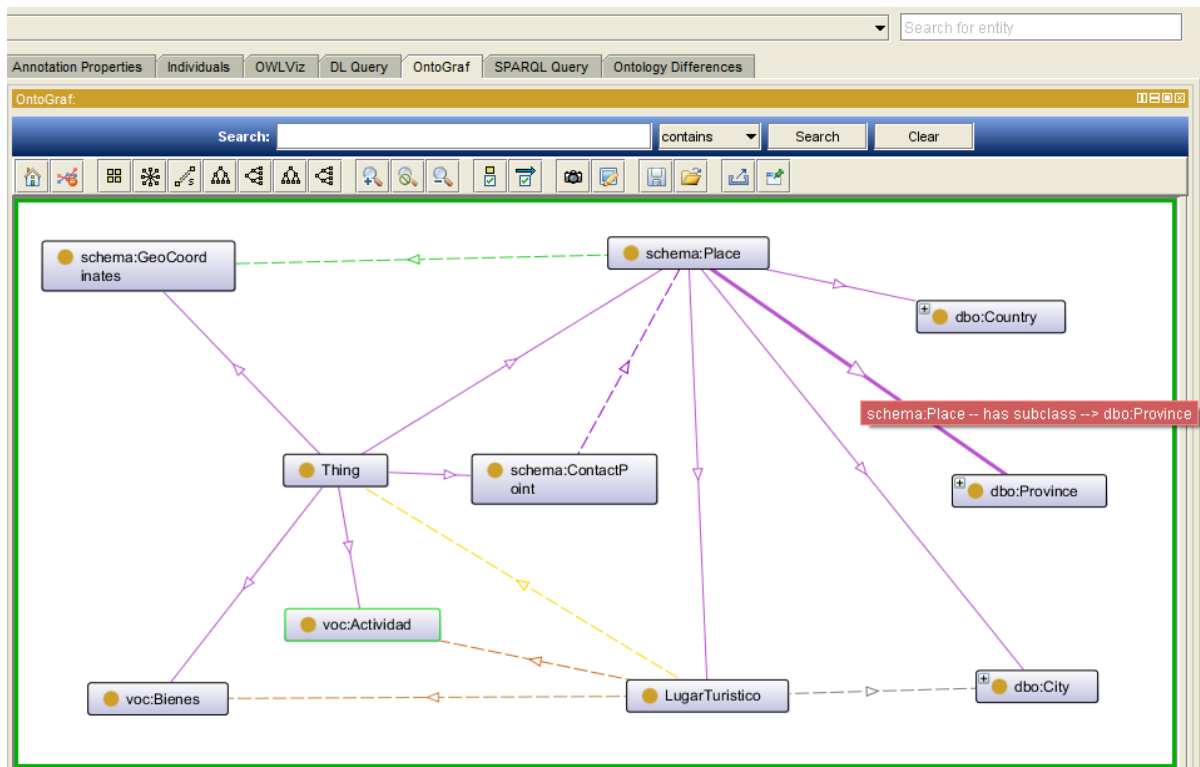 Search for entity
Annotation Properties Individuals OWLViz DL Query OntoGraf SPARQL Query Ontology Differences
OntoGraf:
Search: contains Search Clear
schema:GeoCoord
inates
schema:Place
dbo:Country
schema:Place -- has subclass --> dbo:Province
Thing
schema:ContactP
oint
dbo:Province
voc:Actividad
voc:Bienes
LugarTuristico
dbo:City